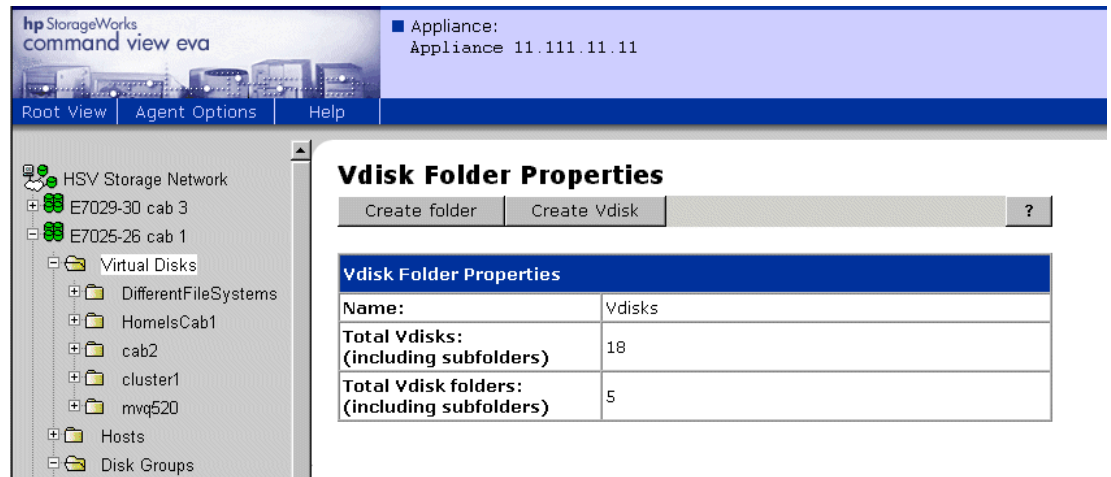 hp StorageWorks
command view eva
Appliance:
Appliance 11.111.11.11
Root View Agent Options Help
HSV Storage Network
E7029-30 cab 3
E7025-26 cab 1
Virtual Disks
DifferentFileSystems
HomeIsCab1
cab2
cluster1
mvq520
Hosts
Disk Groups
Vdisk Folder Properties
Create folder Create Vdisk ?
Vdisk Folder Properties
Name: Vdisks
Total Vdisks:
(including subfolders) 18
Total Vdisk folders:
(including subfolders) 5